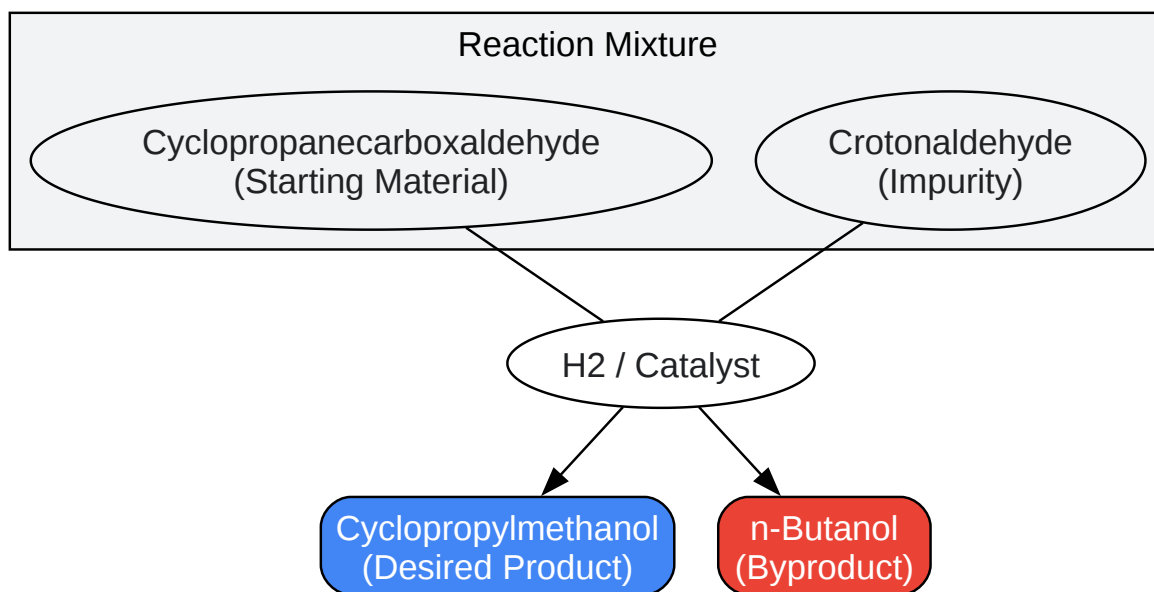 Reaction Mixture
Cyclopropanecarboxaldehyde
(Starting Material)
Crotonaldehyde
(Impurity)
H2 / Catalyst
Cyclopropylmethanol
(Desired Product)
n-Butanol
(Byproduct)